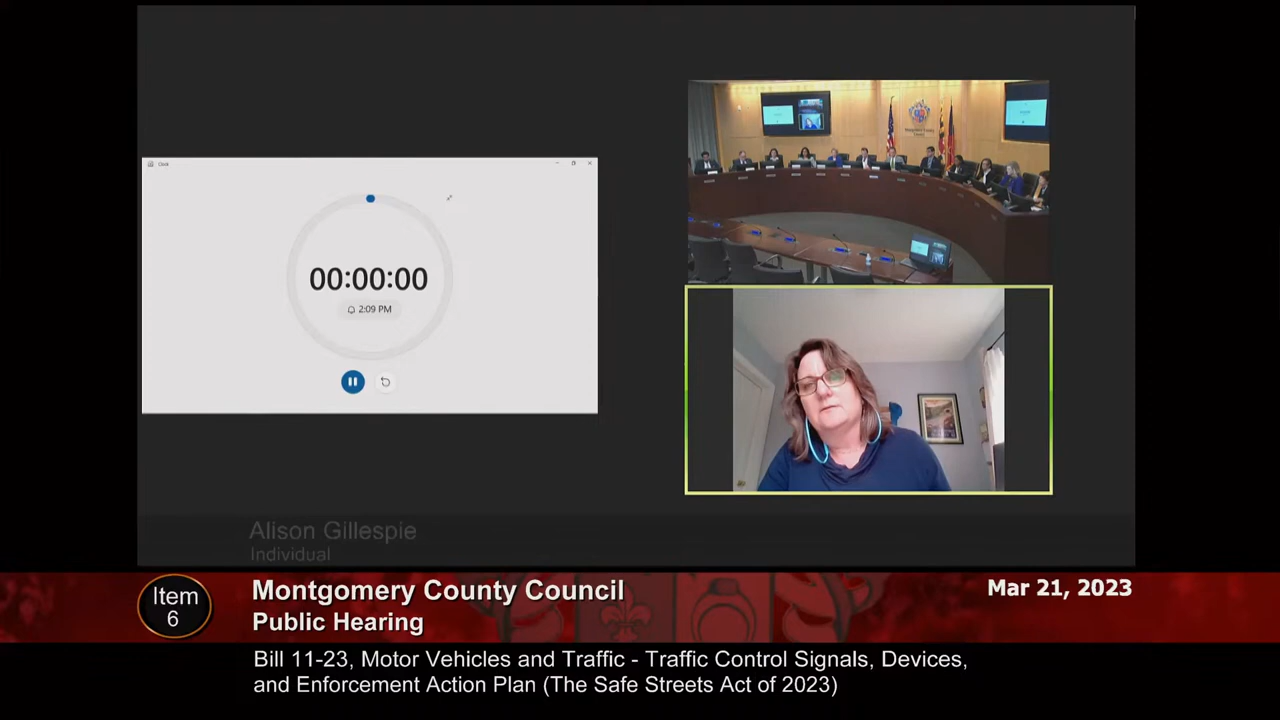 Clock
00:00:00
2:09 PM
Alison Gillespie
Individual
Item
6
Montgomery County Council
Public Hearing
Mar 21, 2023
Bill 11-23, Motor Vehicles and Traffic - Traffic Control Signals, Devices,
and Enforcement Action Plan (The Safe Streets Act of 2023)